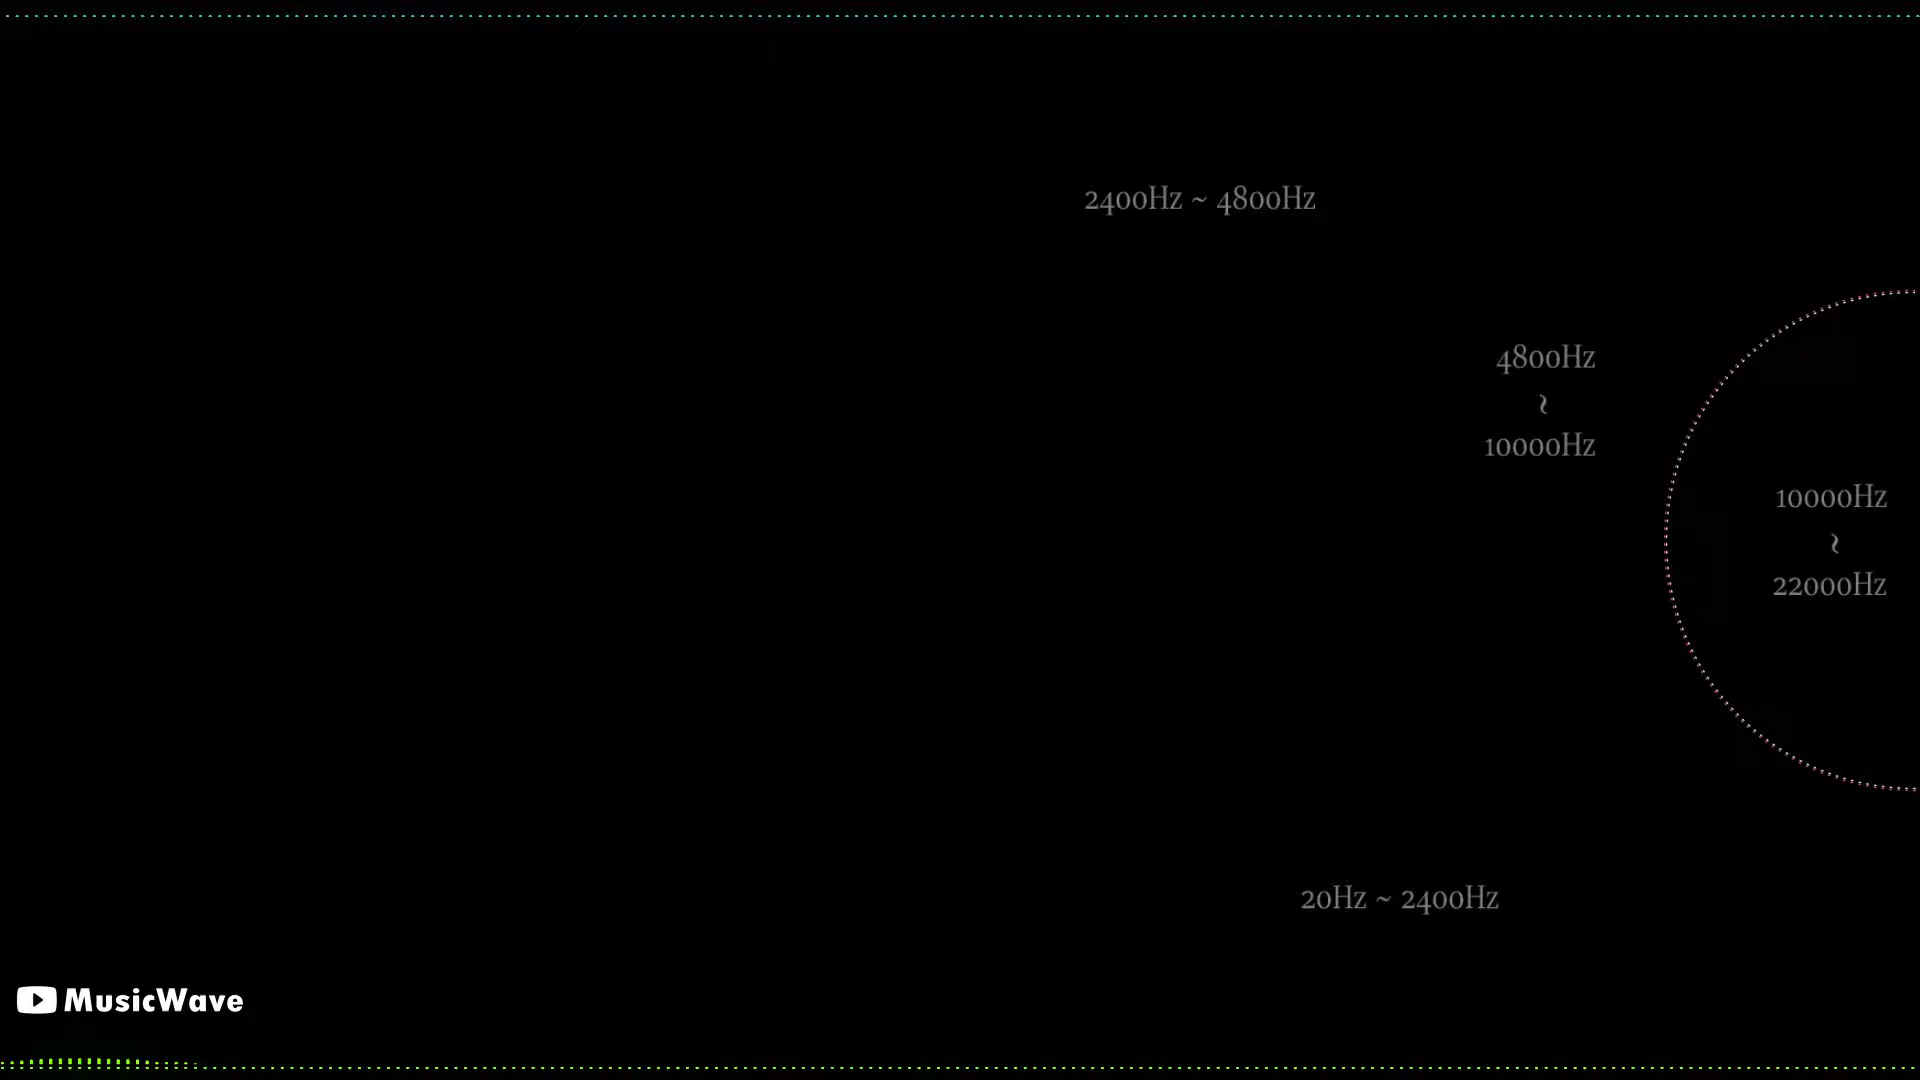 2400Hz ~ 4800Hz
4800Hz
~
10000Hz
10000Hz
~
22000Hz
20Hz ~ 2400Hz
MusicWave